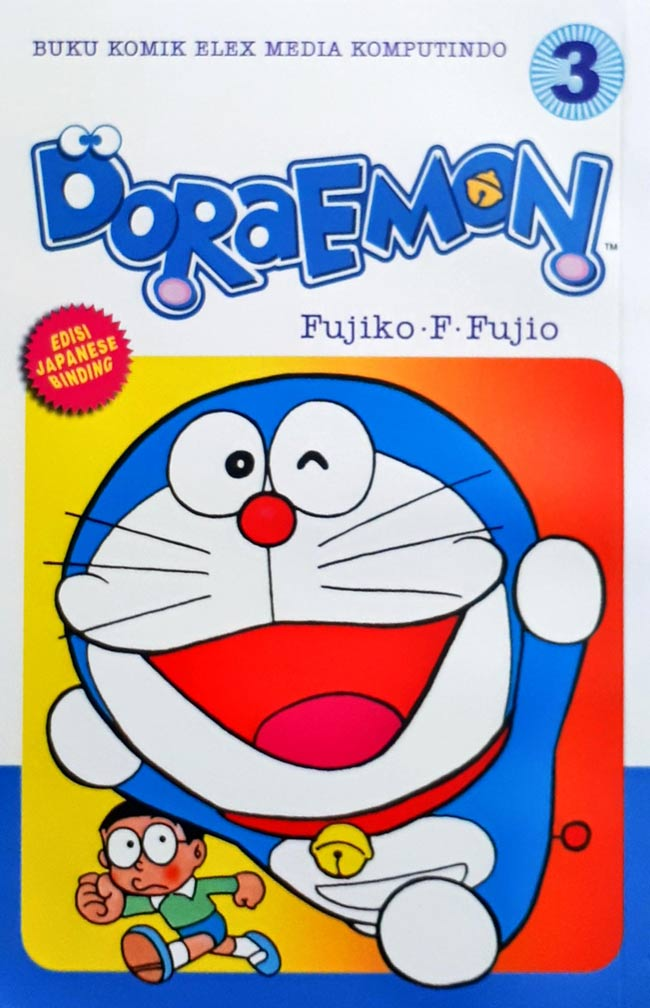 BUKU KOMIK ELEX MEDIA KOMPUTINDO
3
DORAEMON
™
Fujiko·F·Fujio
EDISI
JAPANESE
BINDING